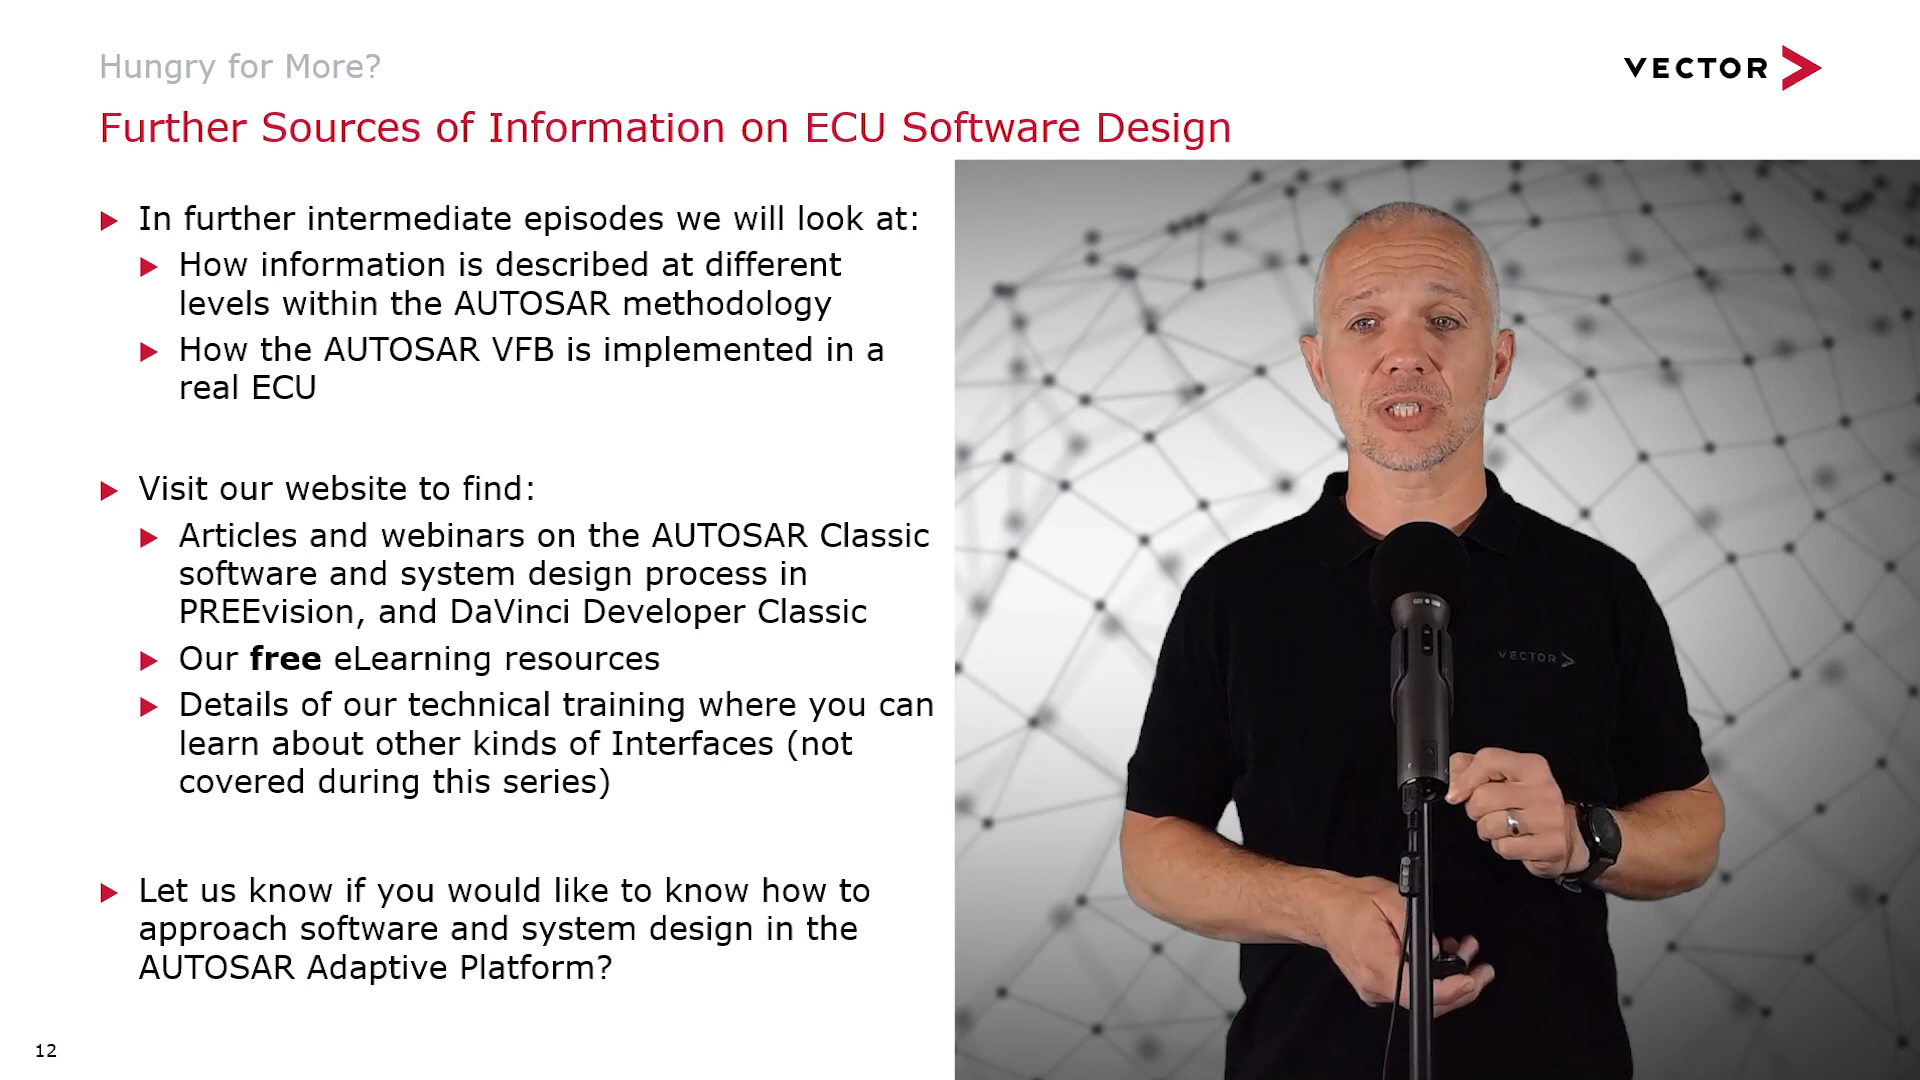 Hungry for More?
VECTOR
Further Sources of Information on ECU Software Design
In further intermediate episodes we will look at:
How information is described at different
levels within the AUTOSAR methodology
How the AUTOSAR VFB is implemented in a
real ECU
Visit our website to find:
Articles and webinars on the AUTOSAR Classic
software and system design process in
PREEvision, and DaVinci Developer Classic
Our free eLearning resources
Details of our technical training where you can
learn about other kinds of Interfaces (not
covered during this series)
Let us know if you would like to know how to
approach software and system design in the
AUTOSAR Adaptive Platform?
VECTOR
12